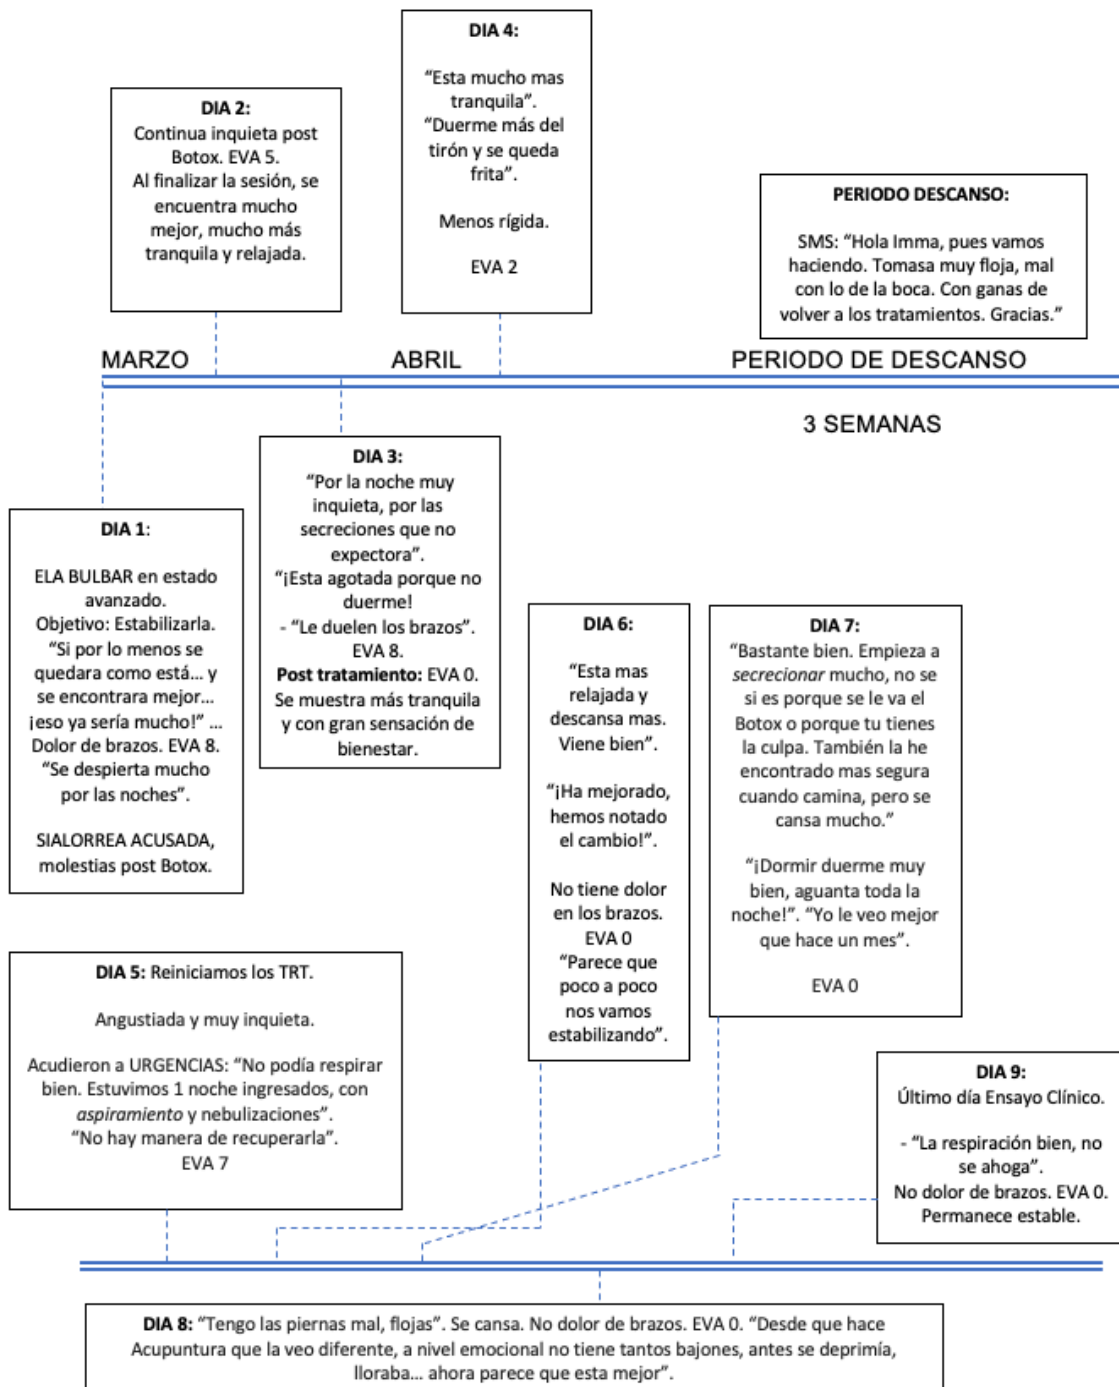 DIA 4:
“Esta mucho mas
tranquila”.
“Duerme más del
tirón y se queda
frita”.
Menos rígida.
EVA 2
DIA 2:
Continua inquieta post
Botox. EVA 5.
Al finalizar la sesión, se
encuentra mucho
mejor, mucho más
tranquila y relajada.
PERIODO DESCANSO:
SMS: “Hola Imma, pues vamos
haciendo. Tomasa muy floja, mal
con lo de la boca. Con ganas de
volver a los tratamientos. Gracias.”
MARZO
ABRIL
PERIODO DE DESCANSO
3 SEMANAS
DIA 1:
ELA BULBAR en estado
avanzado.
Objetivo: Estabilizarla.
“Si por lo menos se
quedara como está… y
se encontrara mejor…
¡eso ya sería mucho!” …
Dolor de brazos. EVA 8.
“Se despierta mucho
por las noches”.
SIALORREA ACUSADA,
molestias post Botox.
DIA 3:
“Por la noche muy
inquieta, por las
secreciones que no
expectora”.
“¡Esta agotada porque no
duerme!
- “Le duelen los brazos”.
EVA 8.
Post tratamiento: EVA 0.
Se muestra más tranquila
y con gran sensación de
bienestar.
DIA 6:
“Esta mas
relajada y
descansa mas.
Viene bien”.
“¡Ha mejorado,
hemos notado
el cambio!”.
No tiene dolor
en los brazos.
EVA 0
“Parece que
poco a poco
nos vamos
estabilizando”.
DIA 7:
“Bastante bien. Empieza a
secrecionar mucho, no se
si es porque se le va el
Botox o porque tu tienes
la culpa. También la he
encontrado mas segura
cuando camina, pero se
cansa mucho.”
“¡Dormir duerme muy
bien, aguanta toda la
noche!”. “Yo le veo mejor
que hace un mes”.
EVA 0
DIA 5: Reiniciamos los TRT.
Angustiada y muy inquieta.
Acudieron a URGENCIAS: “No podía respirar
bien. Estuvimos 1 noche ingresados, con
aspiramiento y nebulizaciones”.
“No hay manera de recuperarla”.
EVA 7
DIA 9:
Último día Ensayo Clínico.
- “La respiración bien, no
se ahoga”.
No dolor de brazos. EVA 0.
Permanece estable.
DIA 8: “Tengo las piernas mal, flojas”. Se cansa. No dolor de brazos. EVA 0. “Desde que hace
Acupuntura que la veo diferente, a nivel emocional no tiene tantos bajones, antes se deprimía,
lloraba… ahora parece que esta mejor”.